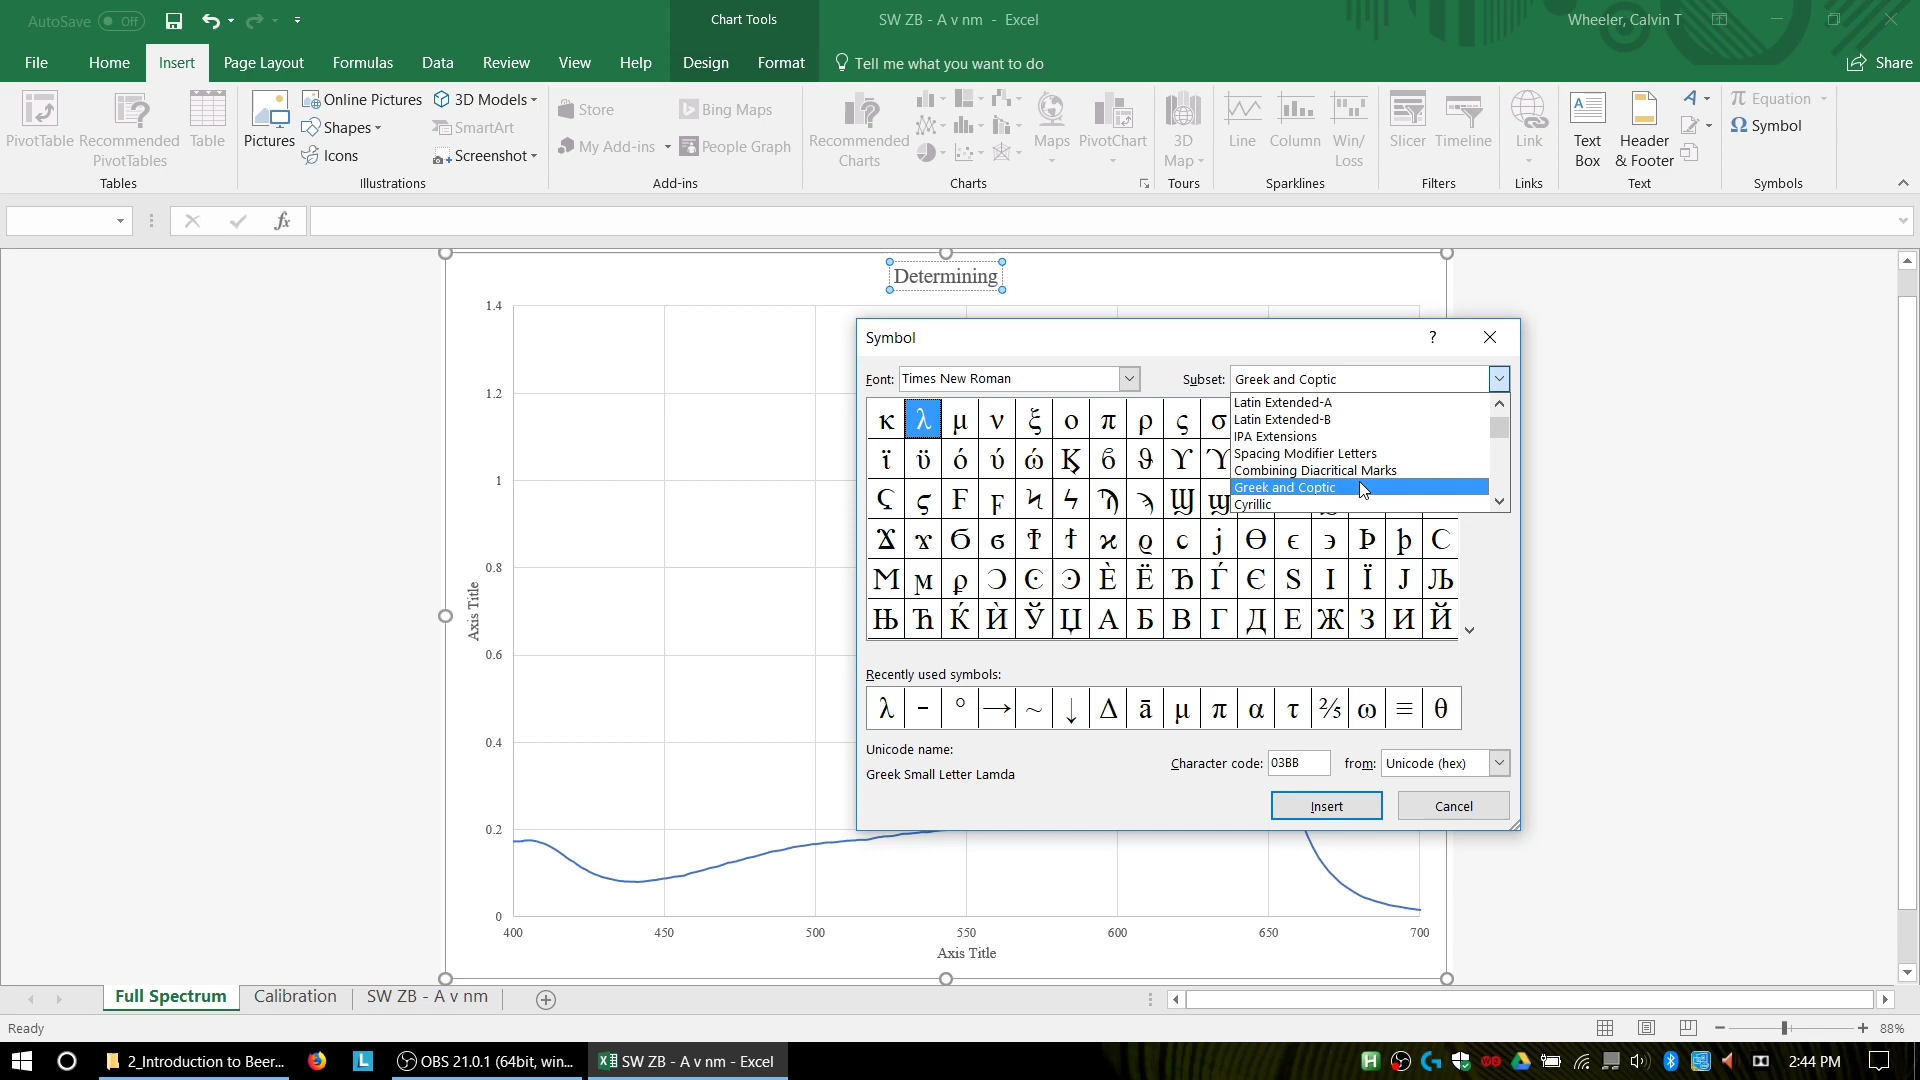 AutoSave Off
Chart Tools
SW ZB - A v nm - Excel
Wheeler, Calvin T
File Home Insert Page Layout Formulas Data Review View Help Design Format Tell me what you want to do Share
PivotTable
Recommended PivotTables
Table
Tables
Pictures
Online Pictures
Shapes
Icons
3D Models
SmartArt
Screenshot
Illustrations
Store
My Add-ins
Bing Maps
People Graph
Add-ins
Recommended Charts
Maps
PivotChart
Charts
3D Map
Tours
Line
Column
Win/ Loss
Sparklines
Slicer
Timeline
Filters
Link
Links
Text Box
Header & Footer
Text
π Equation
Ω Symbol
Symbols
fx
Determining
1.4
1.2
1
0.8
0.6
0.4
0.2
0
Axis Title
400 450 500 550 600 650 700
Axis Title
Symbol
?
Font: Times New Roman
Subset: Greek and Coptic
Latin Extended-A
Latin Extended-B
IPA Extensions
Spacing Modifier Letters
Combining Diacritical Marks
Greek and Coptic
Cyrillic
κ λ μ ν ξ ο π ρ ς σ
ϊ ϋ ό ύ ώ Ϗ ϐ ϑ ϒ ϓ
Ϛ ϛ Ϝ ϝ Ϟ ϟ Ϡ ϡ Ϣ ϣ
Ϫ ϫ Ϭ ϭ Ϯ ϯ ϰ ϱ ϲ ϳ ϴ ϵ ϶ Ϸ ϸ Ϲ
Ϻ ϻ ϼ Ͻ Ͼ Ͽ Ѐ Ё Ђ Ѓ Є Ѕ І Ї Ј Љ
Њ Ћ Ќ Ѝ Ў Џ А Б В Г Д Е Ж З И Й
Recently used symbols:
λ - ° → ~ ↓ Δ ā μ π α τ ⅖ ω ≡ θ
Unicode name:
Greek Small Letter Lamda
Character code: 03BB from: Unicode (hex)
Insert Cancel
Full Spectrum Calibration SW ZB - A v nm
Ready
88%
2_Introduction to Beer...
L
OBS 21.0.1 (64bit, win...
SW ZB - A v nm - Excel
2:44 PM